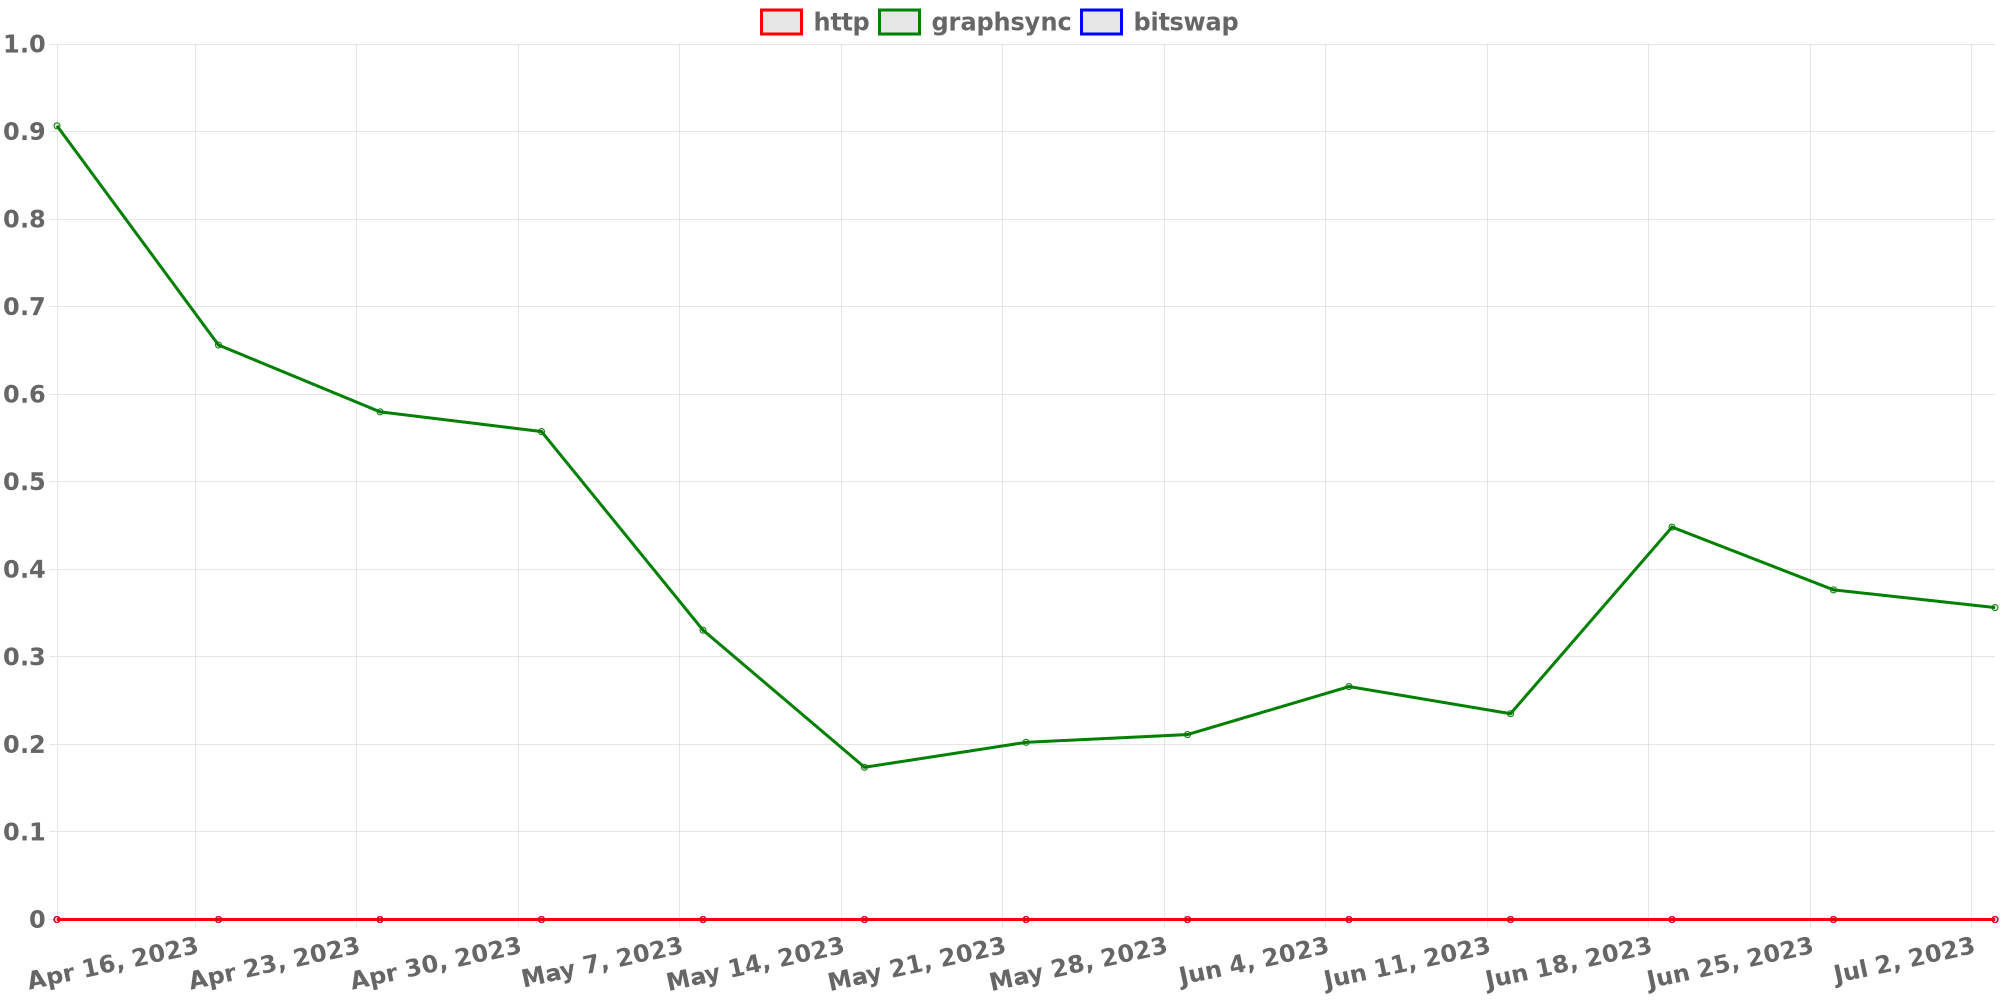 http graphsync bitswap
1.0
0.9
0.8
0.7
0.6
0.5
0.4
0.3
0.2
0.1
0
Apr 16, 2023
Apr 23, 2023
Apr 30, 2023
May 7, 2023
May 14, 2023
May 21, 2023
May 28, 2023
Jun 4, 2023
Jun 11, 2023
Jun 18, 2023
Jun 25, 2023
Jul 2, 2023